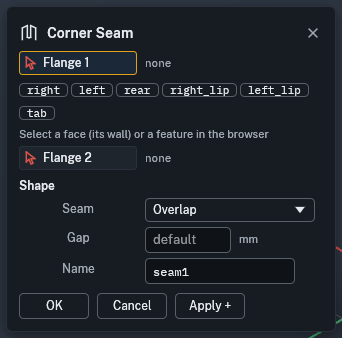 Corner Seam
Flange 1 none
right left rear right_lip left_lip
tab
Select a face (its wall) or a feature in the browser
Flange 2 none
Shape
Seam Overlap
Gap default mm
Name seam1
OK Cancel Apply +